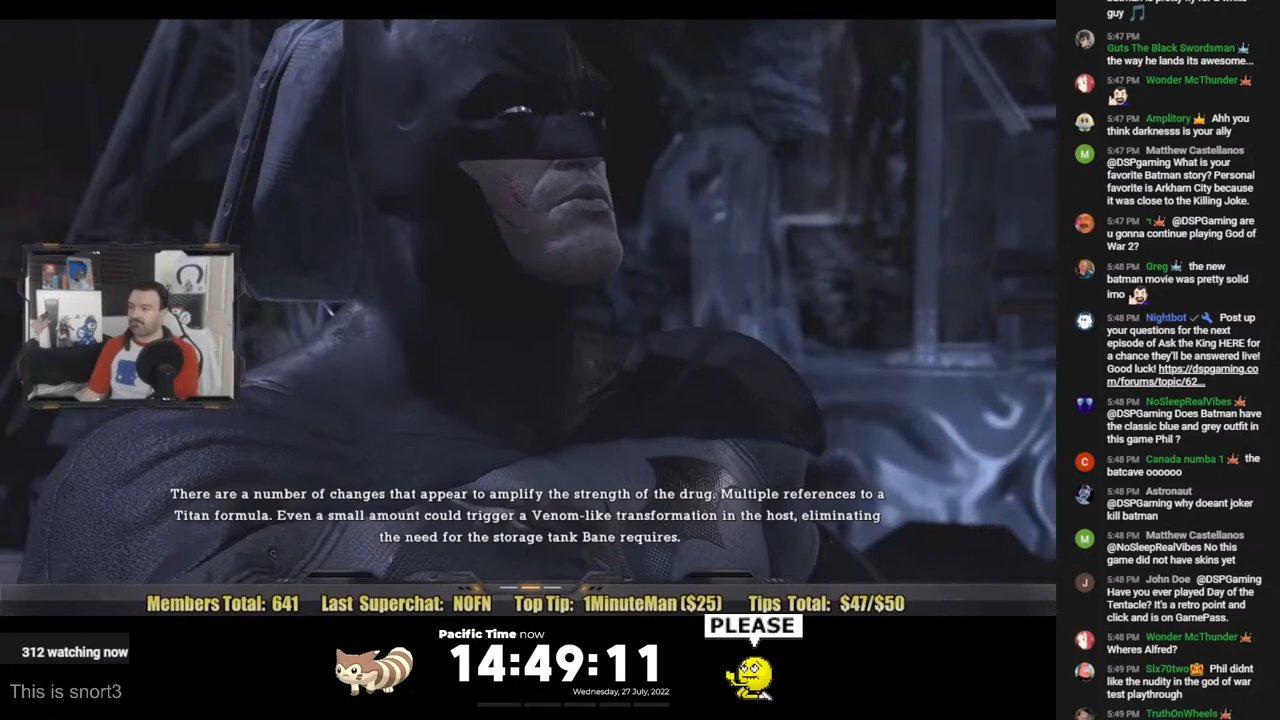 guy
5:47 PM
Guts The Black Swordsman
the way he lands its awesome...
5:47 PM Wonder McThunder
5:47 PM Amplitory Ahh you
think darknesss is your ally
5:47 PM Matthew Castellanos
@DSPgaming What is your
favorite Batman story? Personal
favorite is Arkham City because
it was close to the Killing Joke.
5:47 PM @DSPGaming are
u gonna continue playing God of
War 2?
5:48 PM Greg the new
batman movie was pretty solid
imo
5:48 PM Nightbot Post up
your questions for the next
episode of Ask the King HERE for
a chance they'll be answered live!
Good luck! https://dspgaming.co
m/forums/topic/62...
5:48 PM NoSleepRealVibes
@DSPGaming Does Batman have
the classic blue and grey outfit in
this game Phil ?
5:48 PM Canada numba 1 the
batcave oooooo
5:48 PM Astronaut
@DSPGaming why doeant joker
kill batman
5:48 PM Matthew Castellanos
@NoSleepRealVibes No this
game did not have skins yet
5:48 PM John Doe @DSPGaming
Have you ever played Day of the
Tentacle? It's a retro point and
click and is on GamePass.
5:48 PM Wonder McThunder
Wheres Alfred?
5:49 PM Six70two Phil didnt
like the nudity in the god of war
test playthrough
5:49 PM TruthOnWheels
There are a number of changes that appear to amplify the strength of the drug. Multiple references to a
Titan formula. Even a small amount could trigger a Venom-like transformation in the host, eliminating
the need for the storage tank Bane requires.
Members Total: 641 Last Superchat: NOFN Top Tip: 1MinuteMan ($25) Tips Total: $47/$50
312 watching now
This is snort3
Pacific Time now
14:49:11
Wednesday, 27 July, 2022
PLEASE